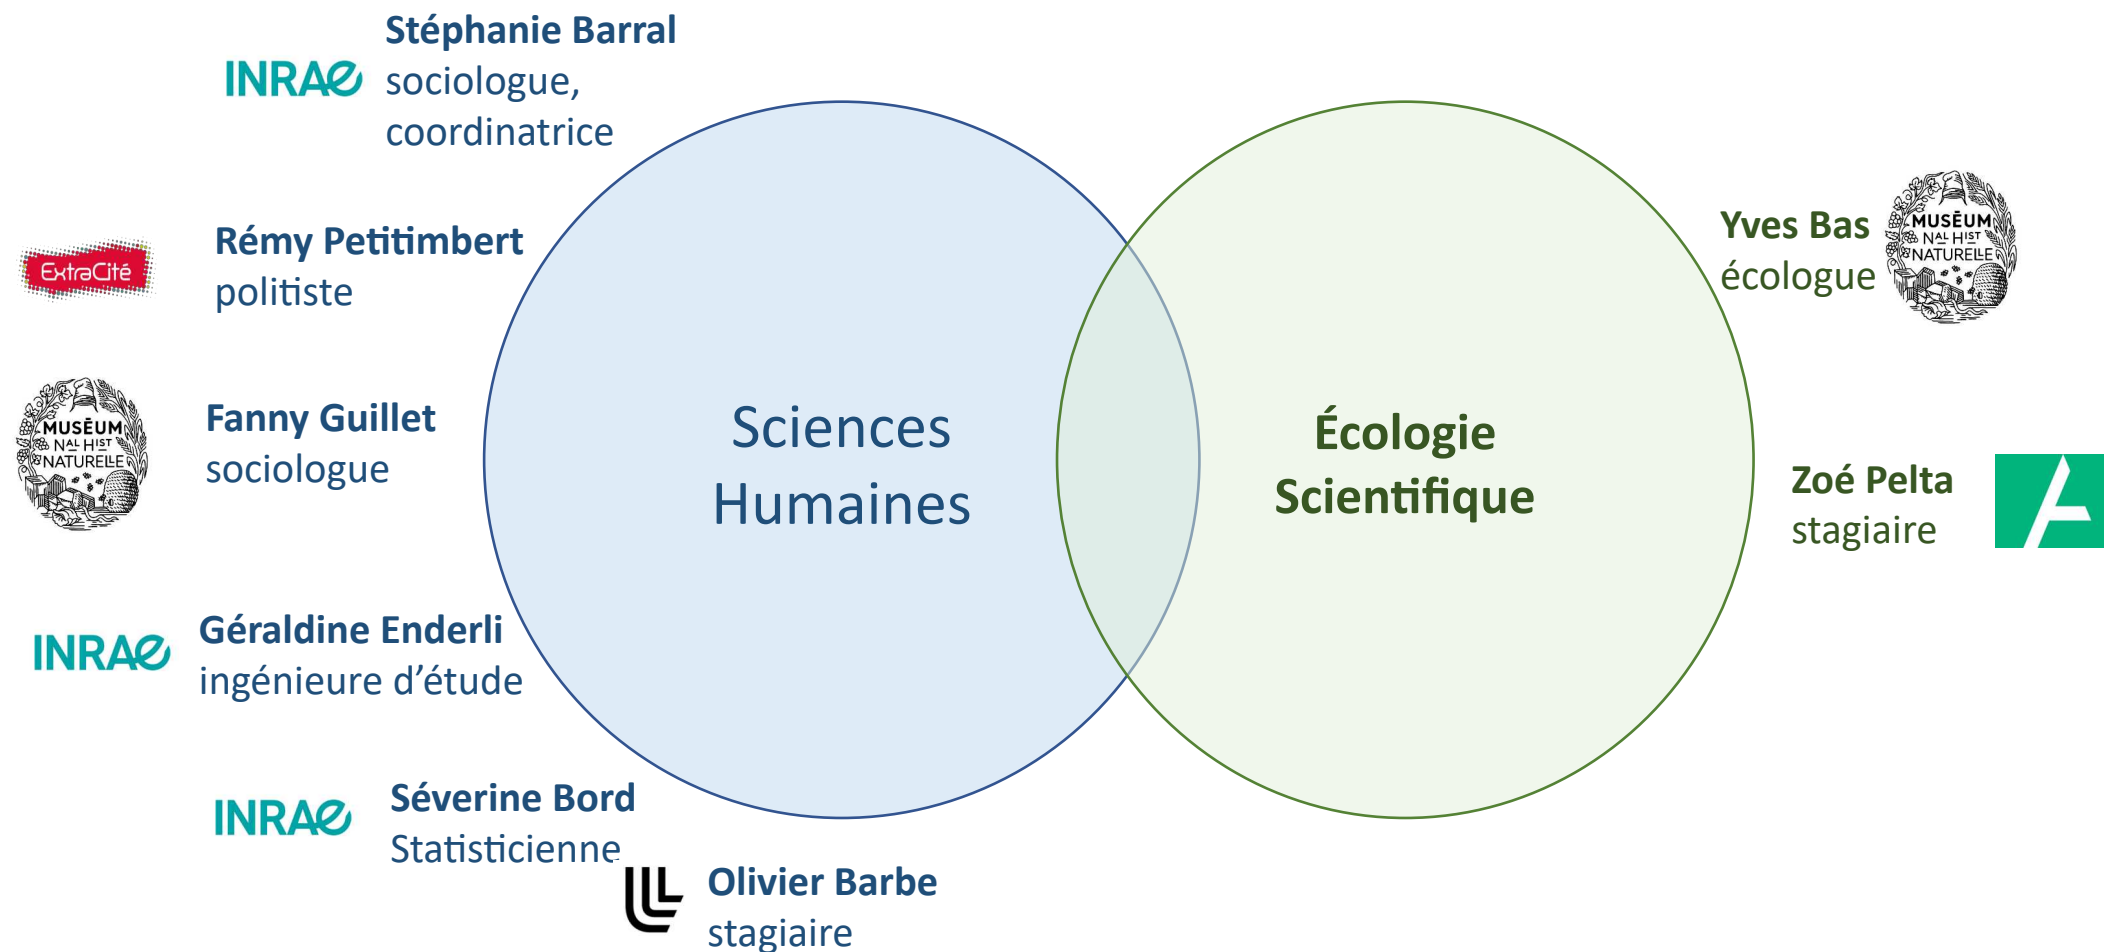 Stéphanie Barral
INRAE
sociologue,
coordinatrice
ExtraCité
Rémy Petitimbert
politiste
MUSĒUM
NAL HIST
NATURELLE
Fanny Guillet
sociologue
INRAE
Géraldine Enderli
ingénieure d’étude
INRAE
Séverine Bord
Statisticienne
Olivier Barbe
stagiaire
Sciences
Humaines
Écologie
Scientifique
Yves Bas
écologue
MUSĒUM
NAL HIST
NATURELLE
Zoé Pelta
stagiaire